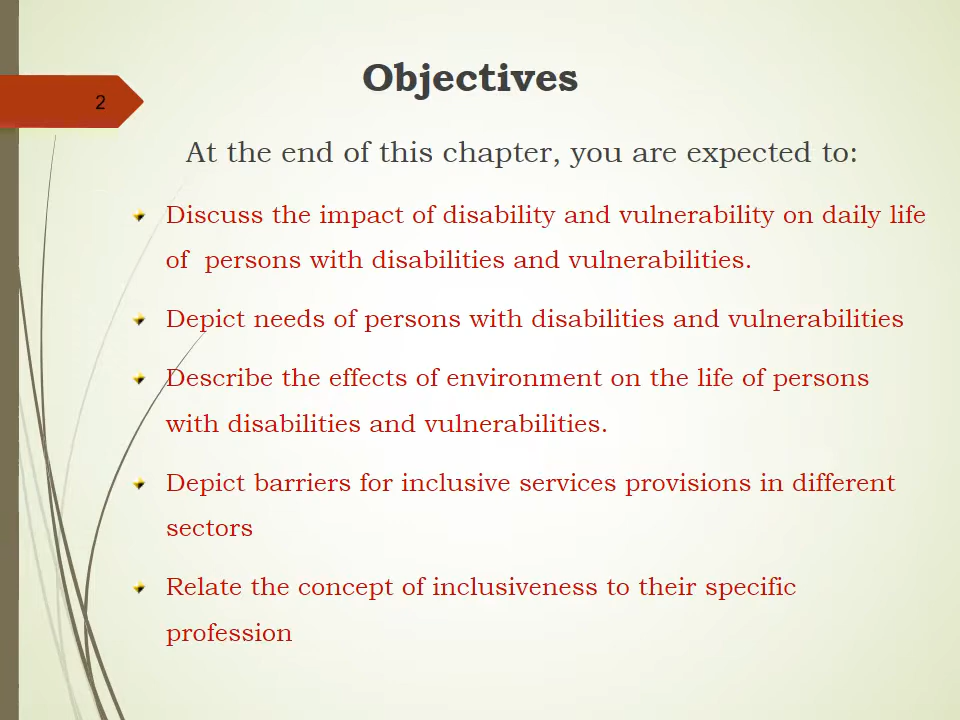 Objectives
2
At the end of this chapter, you are expected to:
Discuss the impact of disability and vulnerability on daily life
of persons with disabilities and vulnerabilities.
Depict needs of persons with disabilities and vulnerabilities
Describe the effects of environment on the life of persons
with disabilities and vulnerabilities.
Depict barriers for inclusive services provisions in different
sectors
Relate the concept of inclusiveness to their specific
profession